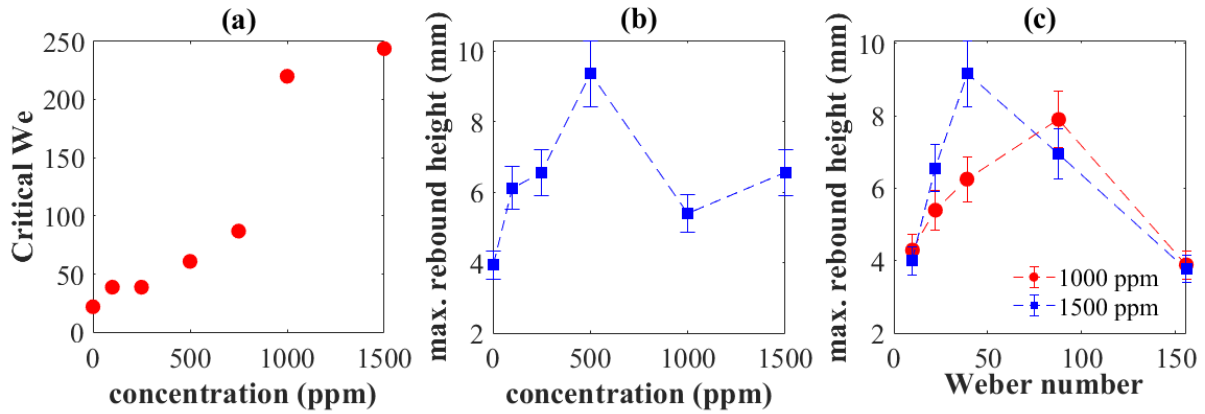 (a)
Critical We
250
200
150
100
50
0
0 500 1000 1500
concentration (ppm)
(b)
max. rebound height (mm)
10
8
6
4
2
0 500 1000 1500
concentration (ppm)
(c)
max. rebound height (mm)
10
8
6
4
2
0 50 100 150
Weber number
1000 ppm
1500 ppm